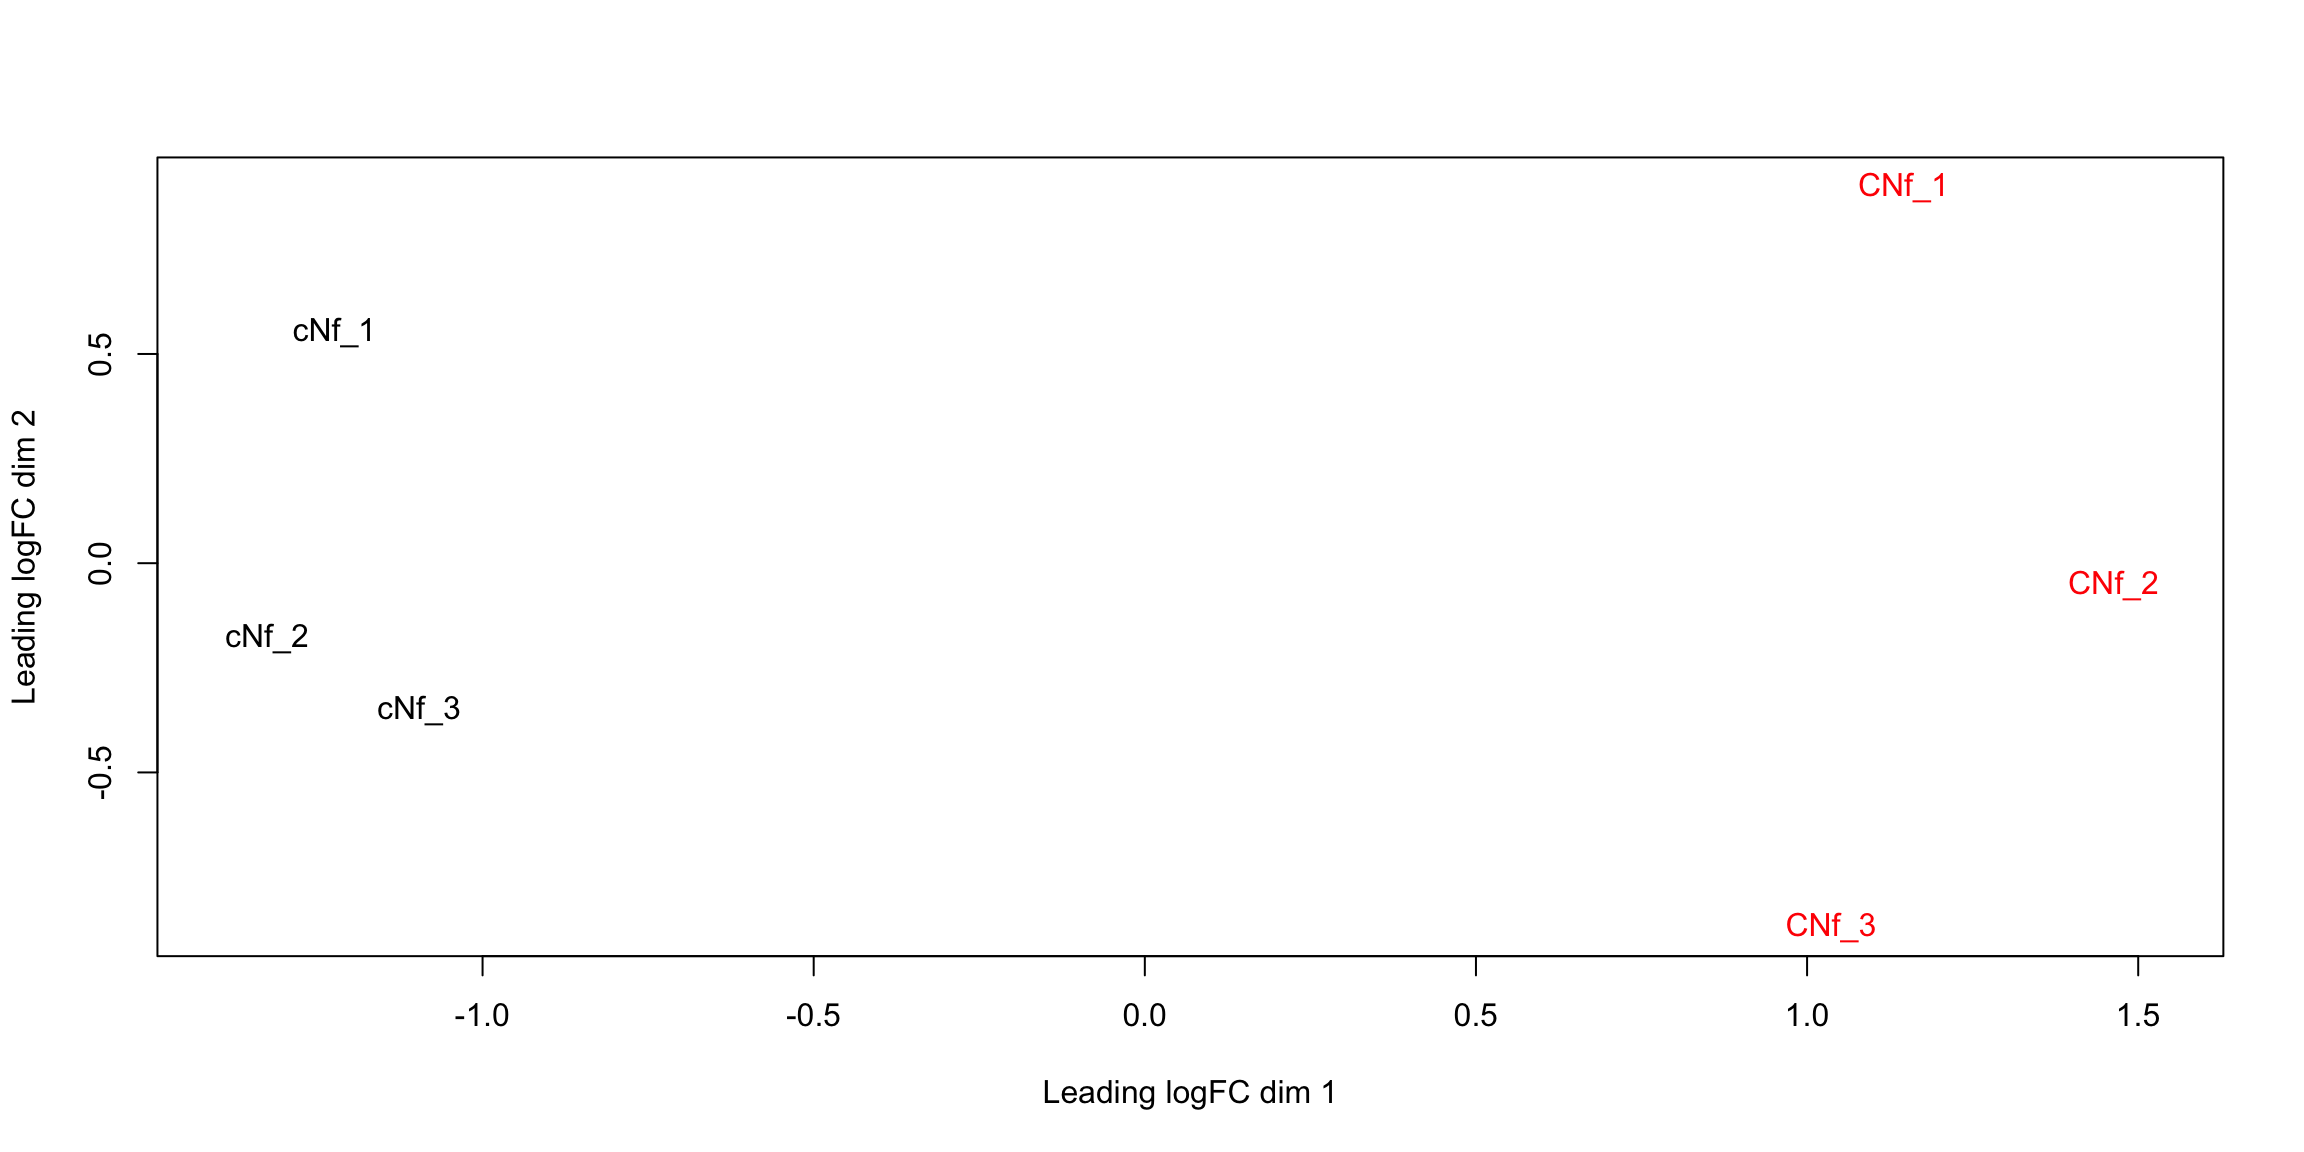 CNf_1
cNf_1
0.5
Leading logFC dim 2
0.0
CNf_2
cNf_2
cNf_3
-0.5
CNf_3
-1.0 -0.5 0.0 0.5 1.0 1.5
Leading logFC dim 1